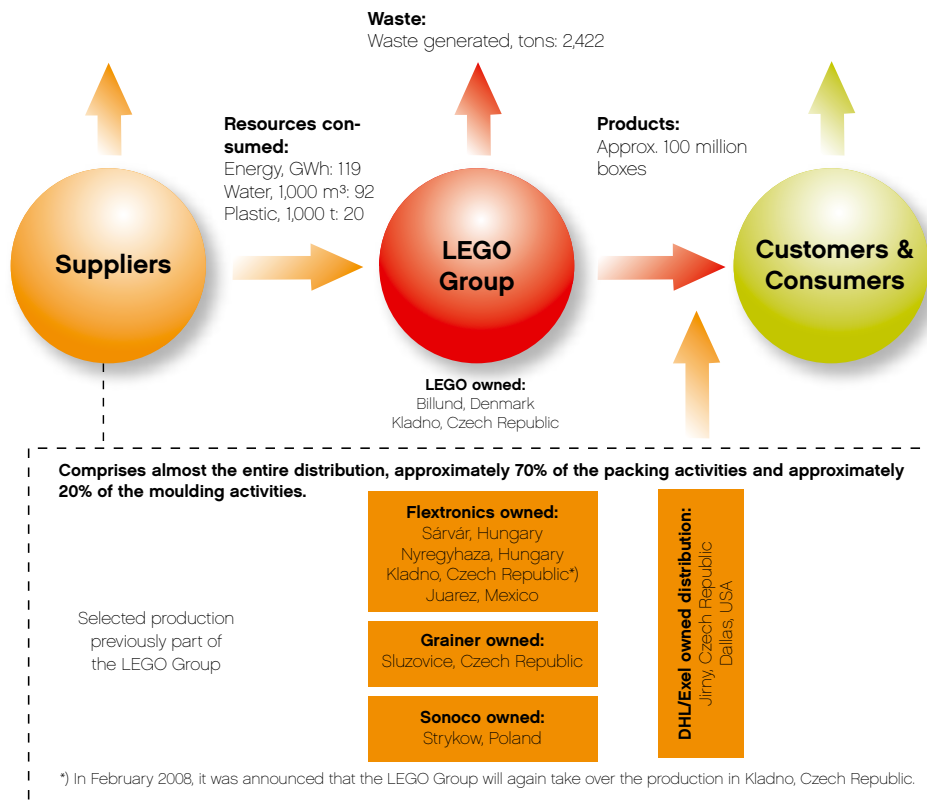 Waste:
Waste generated, tons: 2,422
Resources con-
sumed:
Energy, GWh: 119
Water, 1,000 m³: 92
Plastic, 1,000 t: 20
Products:
Approx. 100 million
boxes
Suppliers
LEGO
Group
Customers &
Consumers
LEGO owned:
Billund, Denmark
Kladno, Czech Republic
Comprises almost the entire distribution, approximately 70% of the packing activities and approximately
20% of the moulding activities.
Selected production
previously part of
the LEGO Group
Flextronics owned:
Sárvár, Hungary
Nyregyhaza, Hungary
Kladno, Czech Republic*)
Juarez, Mexico
Grainer owned:
Sluzovice, Czech Republic
Sonoco owned:
Strykow, Poland
DHL/Exel owned distribution:
Jirny, Czech Republic
Dallas, USA
*) In February 2008, it was announced that the LEGO Group will again take over the production in Kladno, Czech Republic.